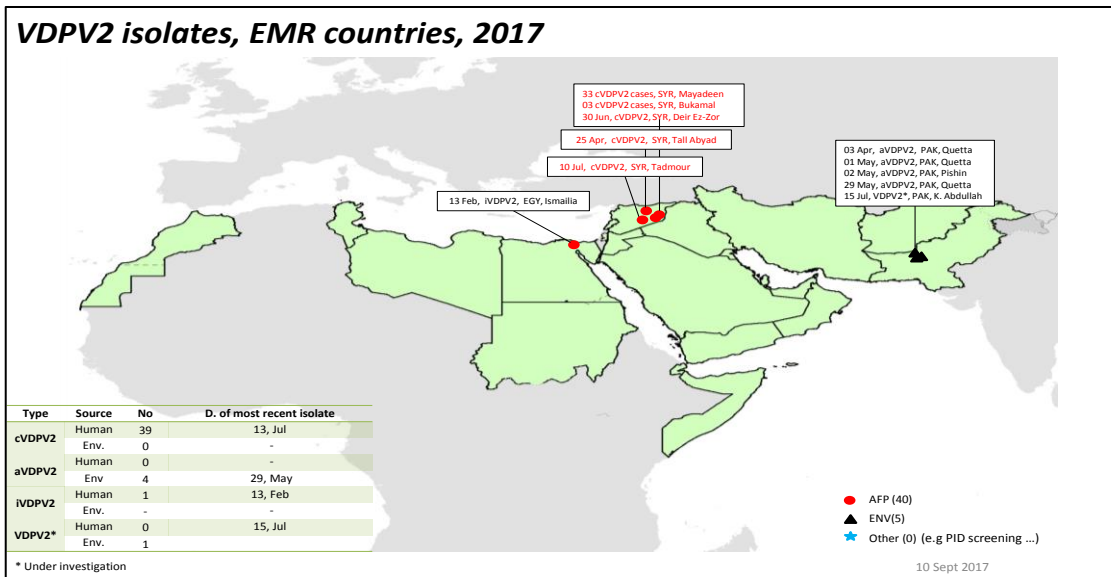 VDPV2 isolates, EMR countries, 2017
33 cVDPV2 cases, SYR, Mayadeen
03 cVDPV2 cases, SYR, Bukamal
30 Jun, cVDPV2, SYR, Deir Ez-Zor
25 Apr, cVDPV2, SYR, Tall Abyad
10 Jul, cVDPV2, SYR, Tadmour
13 Feb, iVDPV2, EGY, Ismailia
03 Apr, aVDPV2, PAK, Quetta
01 May, aVDPV2, PAK, Quetta
02 May, aVDPV2, PAK, Pishin
29 May, aVDPV2, PAK, Quetta
15 Jul, VDPV2*, PAK, K. Abdullah
Type Source No D. of most recent isolate
cVDPV2 Human 39 13, Jul
Env. 0 -
aVDPV2 Human 0 -
Env 4 29, May
iVDPV2 Human 1 13, Feb
Env. - -
VDPV2* Human 0 15, Jul
Env. 1
* Under investigation
AFP (40)
ENV(5)
Other (0) (e.g PID screening ...)
10 Sept 2017